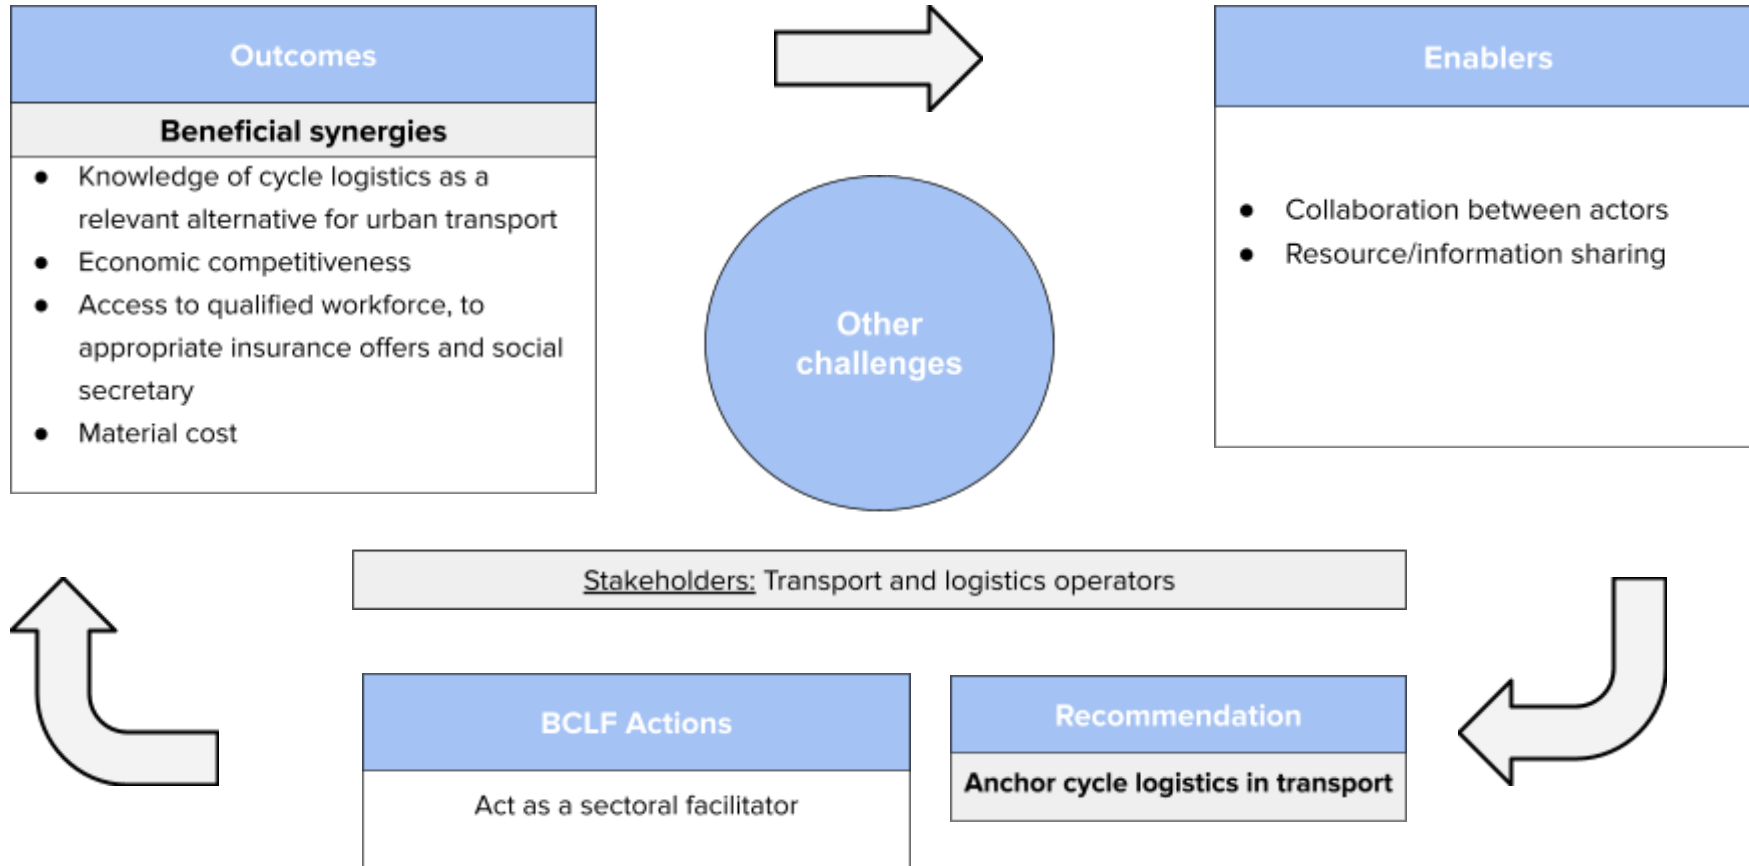 Outcomes
Beneficial synergies
● Knowledge of cycle logistics as a
relevant alternative for urban transport
● Economic competitiveness
● Access to qualified workforce, to
appropriate insurance offers and social
secretary
● Material cost
Enablers
● Collaboration between actors
● Resource/information sharing
Other
challenges
Stakeholders: Transport and logistics operators
BCLF Actions
Act as a sectoral facilitator
Recommendation
Anchor cycle logistics in transport